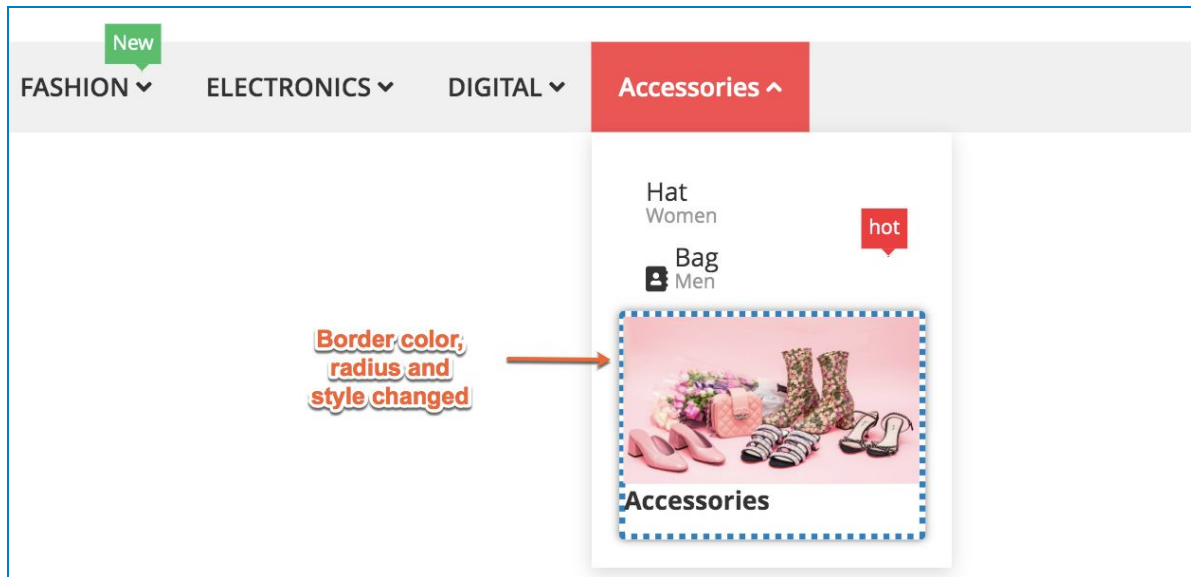 New
FASHION
ELECTRONICS
DIGITAL
Accessories
Hat
Women
hot
Bag
Men
Border color,
radius and
style changed
Accessories